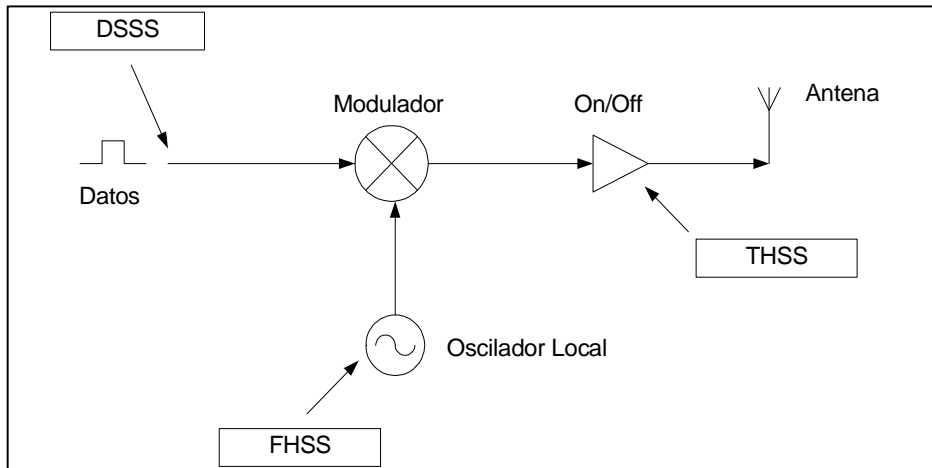 DSSS
Modulador
On/Off
Antena
Datos
THSS
Oscilador Local
FHSS